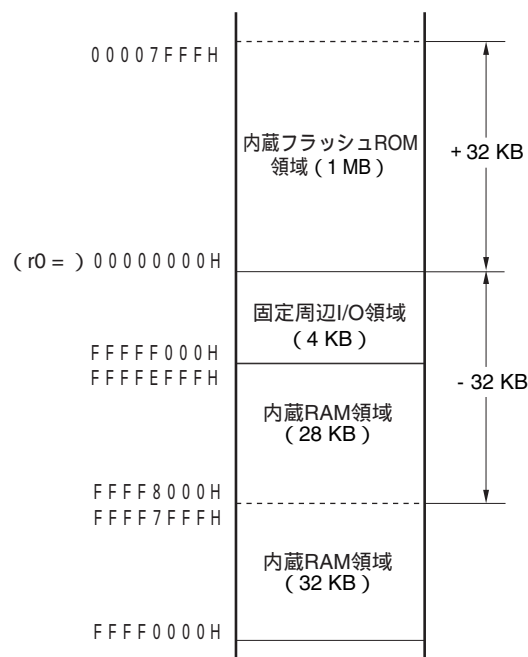 00007FFFH
内蔵フラッシュROM
領域（1 MB）
+32 KB
（r0 = ）00000000H
固定周辺I/O領域
（4 KB）
FFFFF000H
FFFFEFFFH
- 32 KB
内蔵RAM領域
（28 KB）
FFFF8000H
FFFF7FFFH
内蔵RAM領域
（32 KB）
FFFF0000H